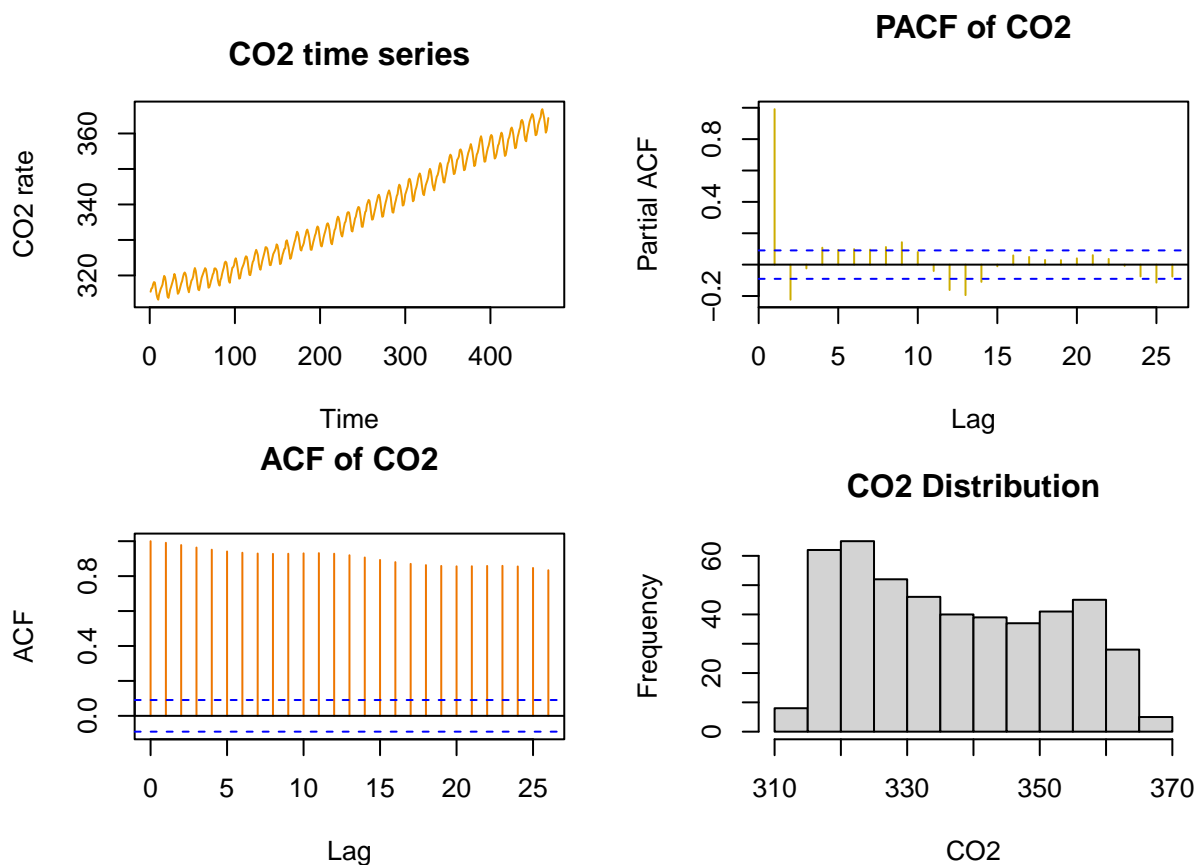 CO2 time series
CO2 rate
360
340
320
0 100 200 300 400
Time
PACF of CO2
Partial ACF
0.8
0.4
−0.2
0 5 10 15 20 25
Lag
ACF of CO2
ACF
0.8
0.4
0.0
0 5 10 15 20 25
Lag
CO2 Distribution
Frequency
60
40
20
0
310 330 350 370
CO2